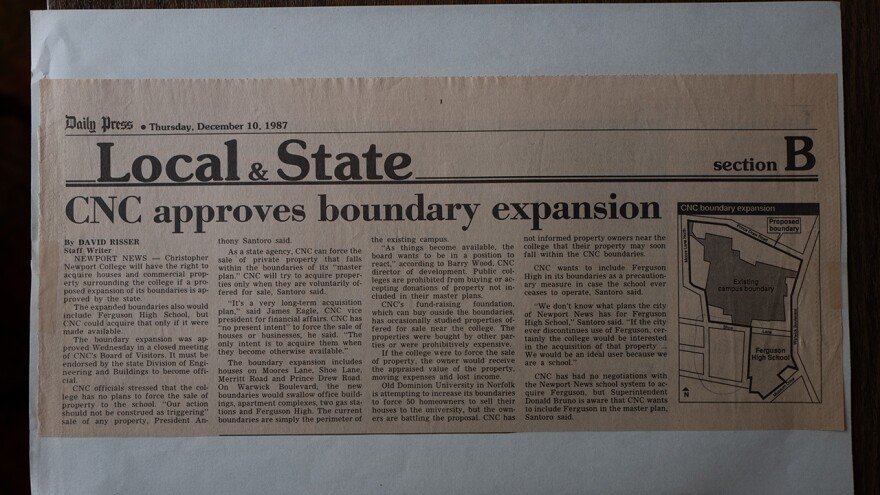 Daily Press • Thursday, December 10, 1987
Local & State
section B
CNC approves boundary expansion
By DAVID RISSER
Staff Writer
NEWPORT NEWS — Christopher
Newport College will have the right to
acquire houses and commercial prop-
erty surrounding the college if a pro-
posed expansion of its boundaries is ap-
proved by the state.
The expanded boundaries also would
include Ferguson High School, but
CNC could acquire that only if it were
made available.
The boundary expansion was ap-
proved Wednesday in a closed meeting
of CNC's Board of Visitors. It must be
endorsed by the state Division of Engi-
neering and Buildings to become offi-
cial.
CNC officials stressed that the col-
lege has no plans to force the sale of
property to the school. "Our action
should not be construed as triggering"
sale of any property, President An-
thony Santoro said.
As a state agency, CNC can force the
sale of private property that falls
within the boundaries of its "master
plan." CNC will try to acquire proper-
ties only when they are voluntarily of-
fered for sale, Santoro said.
"It's a very long-term acquisition
plan," said James Eagle, CNC vice
president for financial affairs. CNC has
"no present intent" to force the sale of
houses or businesses, he said. "The
only intent is to acquire them when
they become otherwise available."
The boundary expansion includes
houses on Moores Lane, Shoe Lane,
Merritt Road and Prince Drew Road.
On Warwick Boulevard, the new
boundaries would swallow office build-
ings, apartment complexes, two gas sta-
tions and Ferguson High. The current
boundaries are simply the perimeter of
the existing campus.
"As things become available, the
board wants to be in a position to
react," according to Barry Wood, CNC
director of development. Public col-
leges are prohibited from buying or ac-
cepting donations of property not in-
cluded in their master plans.
CNC's fund-raising foundation,
which can buy ouside the boundaries,
has occasionally studied properties of-
fered for sale near the college. The
properties were bought by other par-
ties or were prohibitively expensive.
If the college were to force the sale
of property, the owner would receive
the appraised value of the property,
moving expenses and lost income.
Old Dominion University in Norfolk
is attempting to increase its boundaries
to force 50 homeowners to sell their
houses to the university, but the own-
ers are battling the proposal. CNC has
not informed property owners near the
college that their property may soon
fall within the CNC boundaries.
CNC wants to include Ferguson
High in its boundaries as a precaution-
ary measure in case the school ever
ceases to operate, Santoro said.
"We don't know what plans the city
of Newport News has for Ferguson
High School," Santoro said. "If the city
ever discontinues use of Ferguson, cer-
tainly the college would be interested
in the acquisition of that property ...
We would be an ideal user because we
are a school."
CNC has had no negotiations with
the Newport News school system to ac-
quire Ferguson, but Superintendent
Donald Bruno is aware that CNC wants
to include Ferguson in the master plan,
Santoro said.
CNC boundary expansion
Proposed
boundary
Existing
campus boundary
Ferguson
High School
N